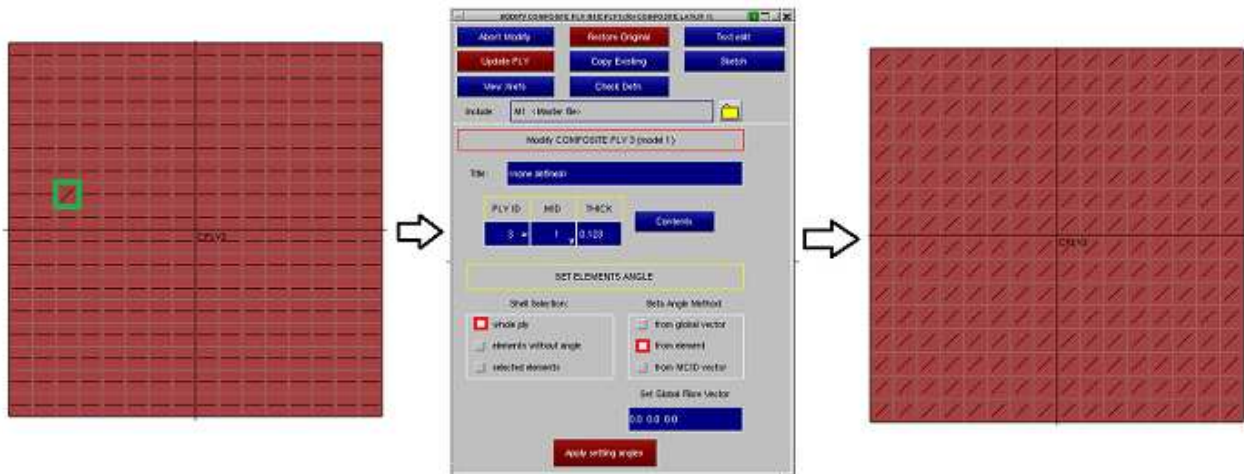 Abort Modify Restore Original Text edit
Update PLY Copy Existing Sketch
View Xrefs Check Defn
Include: M1 <Master file>
Modify COMPOSITE PLY 3 (model 1)
Title: <none defined>
PLY ID MID THICK
3 1 0.123 Contents
SET ELEMENTS ANGLE
Shell Selection: Beta Angle Method
whole ply from global vector
elements without angle from element
selected elements from MCID vector
Set Global Fibre Vector
0.0 0.0 0.0
Apply setting angles